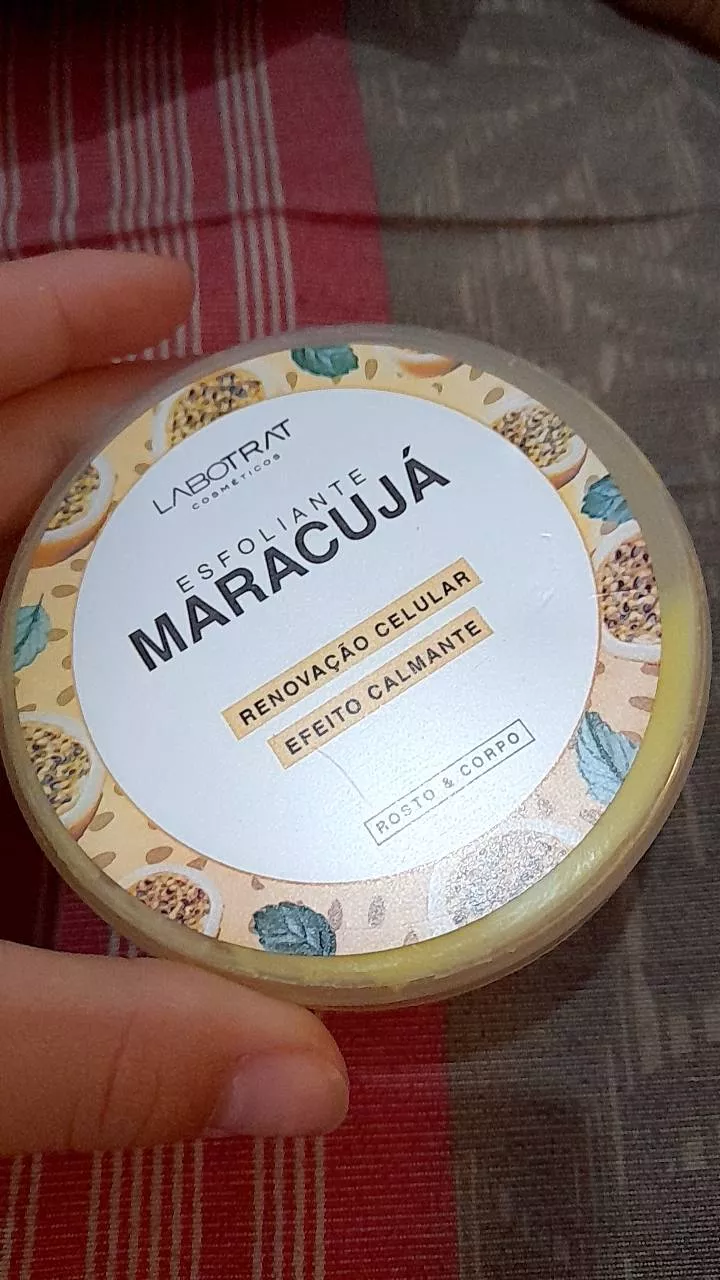 LABOTRAT
COSMÉTICOS
ESFOLIANTE
MARACUJÁ
RENOVAÇÃO CELULAR
EFEITO CALMANTE
ROSTO & CORPO